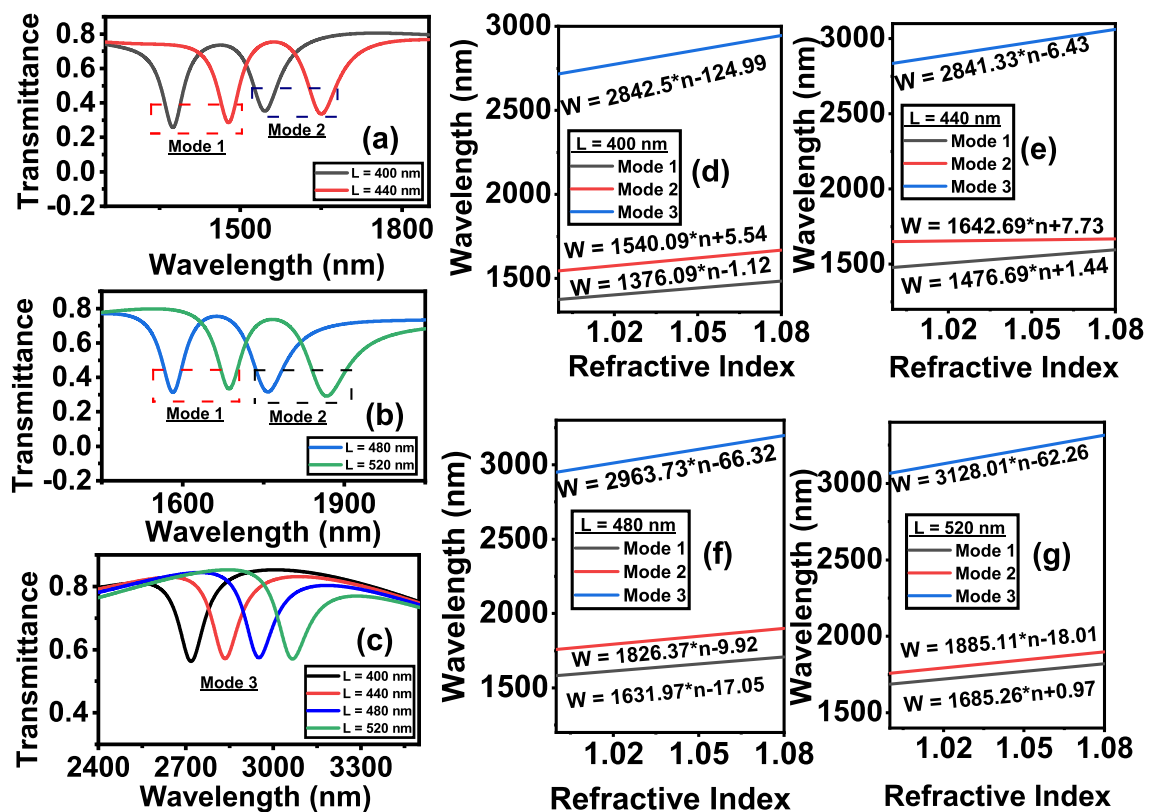 Transmittance
0.8
0.6
0.4
0.2
0.0
-0.2
Mode 1
Mode 2
(a)
L = 400 nm
L = 440 nm
1500
1800
Wavelength (nm)
Transmittance
0.8
0.6
0.4
0.2
0.0
-0.2
Mode 1
Mode 2
(b)
L = 480 nm
L = 520 nm
1600
1900
Wavelength (nm)
Transmittance
0.8
0.6
0.4
Mode 3
(c)
L = 400 nm
L = 440 nm
L = 480 nm
L = 520 nm
2400
2700
3000
3300
Wavelength (nm)
Wavelength (nm)
3000
2500
2000
1500
W = 2842.5*n-124.99
L = 400 nm
Mode 1
Mode 2
Mode 3
(d)
W = 1540.09*n+5.54
W = 1376.09*n-1.12
1.02
1.05
1.08
Refractive Index
Wavelength (nm)
3000
2500
2000
1500
W = 2841.33*n-6.43
L = 440 nm
Mode 1
Mode 2
Mode 3
(e)
W = 1642.69*n+7.73
W = 1476.69*n+1.44
1.02
1.05
1.08
Refractive Index
Wavelength (nm)
3000
2500
2000
1500
W = 2963.73*n-66.32
L = 480 nm
Mode 1
Mode 2
Mode 3
(f)
W = 1826.37*n-9.92
W = 1631.97*n-17.05
1.02
1.05
1.08
Refractive Index
Wavelength (nm)
3000
2500
2000
1500
W = 3128.01*n-62.26
L = 520 nm
Mode 1
Mode 2
Mode 3
(g)
W = 1885.11*n-18.01
W = 1685.26*n+0.97
1.02
1.05
1.08
Refractive Index